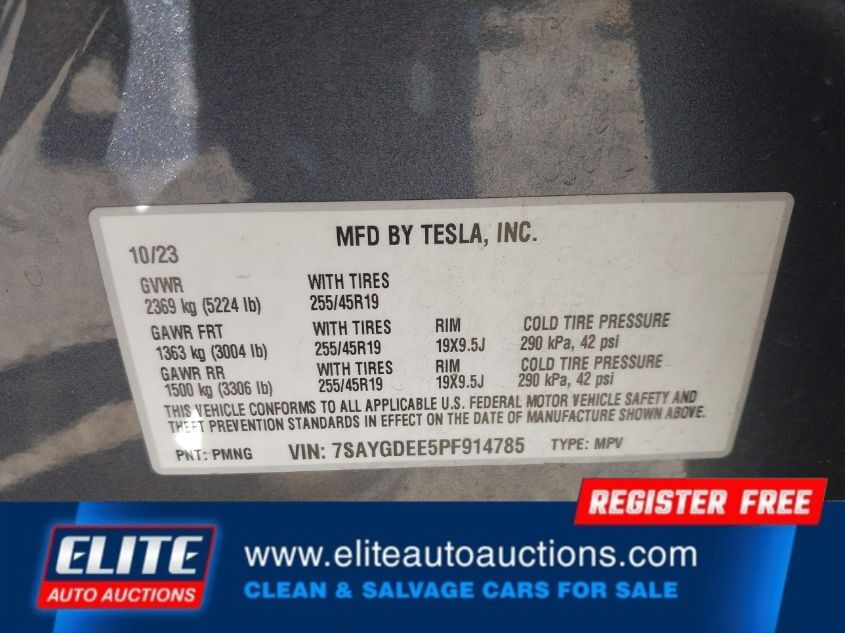 MFD BY TESLA, INC.
10/23
GVWR WITH TIRES
2369 kg (5224 lb) 255/45R19
GAWR FRT WITH TIRES RIM COLD TIRE PRESSURE
1363 kg (3004 lb) 255/45R19 19X9.5J 290 kPa, 42 psi
GAWR RR WITH TIRES RIM COLD TIRE PRESSURE
1500 kg (3306 lb) 255/45R19 19X9.5J 290 kPa, 42 psi
THIS VEHICLE CONFORMS TO ALL APPLICABLE U.S. FEDERAL MOTOR VEHICLE SAFETY AND
THEFT PREVENTION STANDARDS IN EFFECT ON THE DATE OF MANUFACTURE SHOWN ABOVE.
PNT: PMNG VIN: 7SAYGDEE5PF914785 TYPE: MPV
REGISTER FREE
ELITE
AUTO AUCTIONS
www.eliteautoauctions.com
CLEAN & SALVAGE CARS FOR SALE